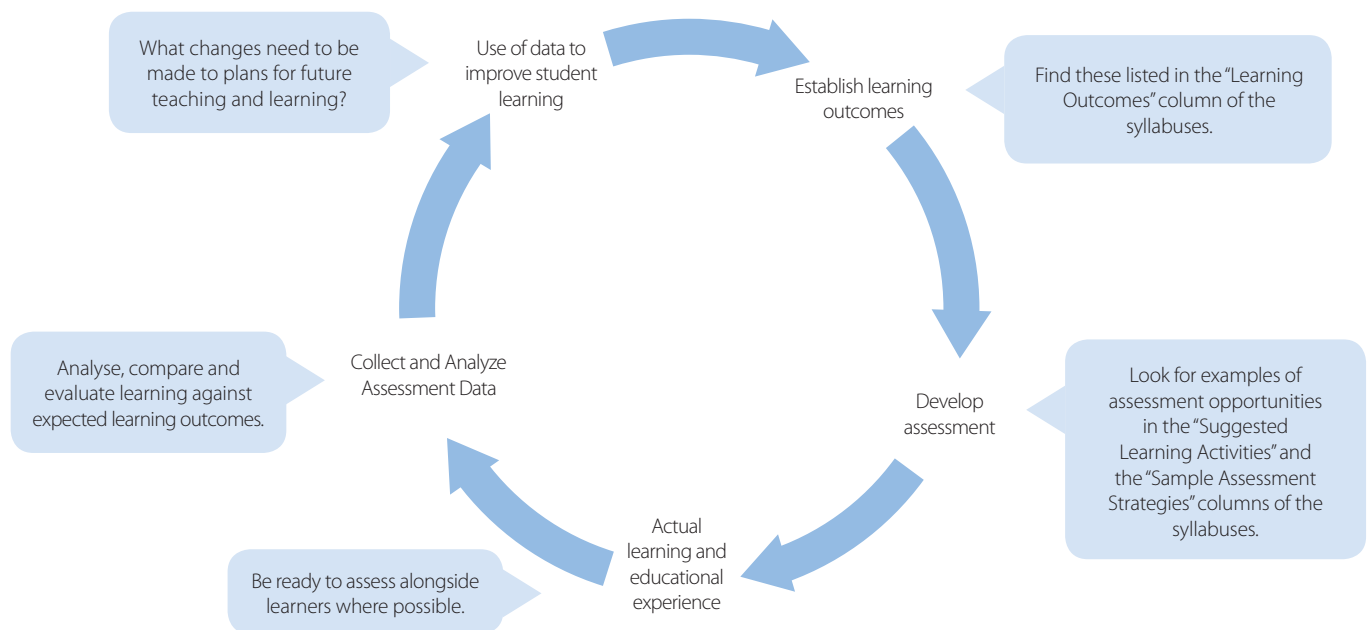 What changes need to be
made to plans for future
teaching and learning?
Use of data to
improve student
learning
Establish learning
outcomes
Find these listed in the “Learning
Outcomes” column of the
syllabuses.
Analyse, compare and
evaluate learning against
expected learning outcomes.
Collect and Analyze
Assessment Data
Develop
assessment
Look for examples of
assessment opportunities
in the “Suggested
Learning Activities” and
the “Sample Assessment
Strategies” columns of the
syllabuses.
Be ready to assess alongside
learners where possible.
Actual
learning and
educational
experience